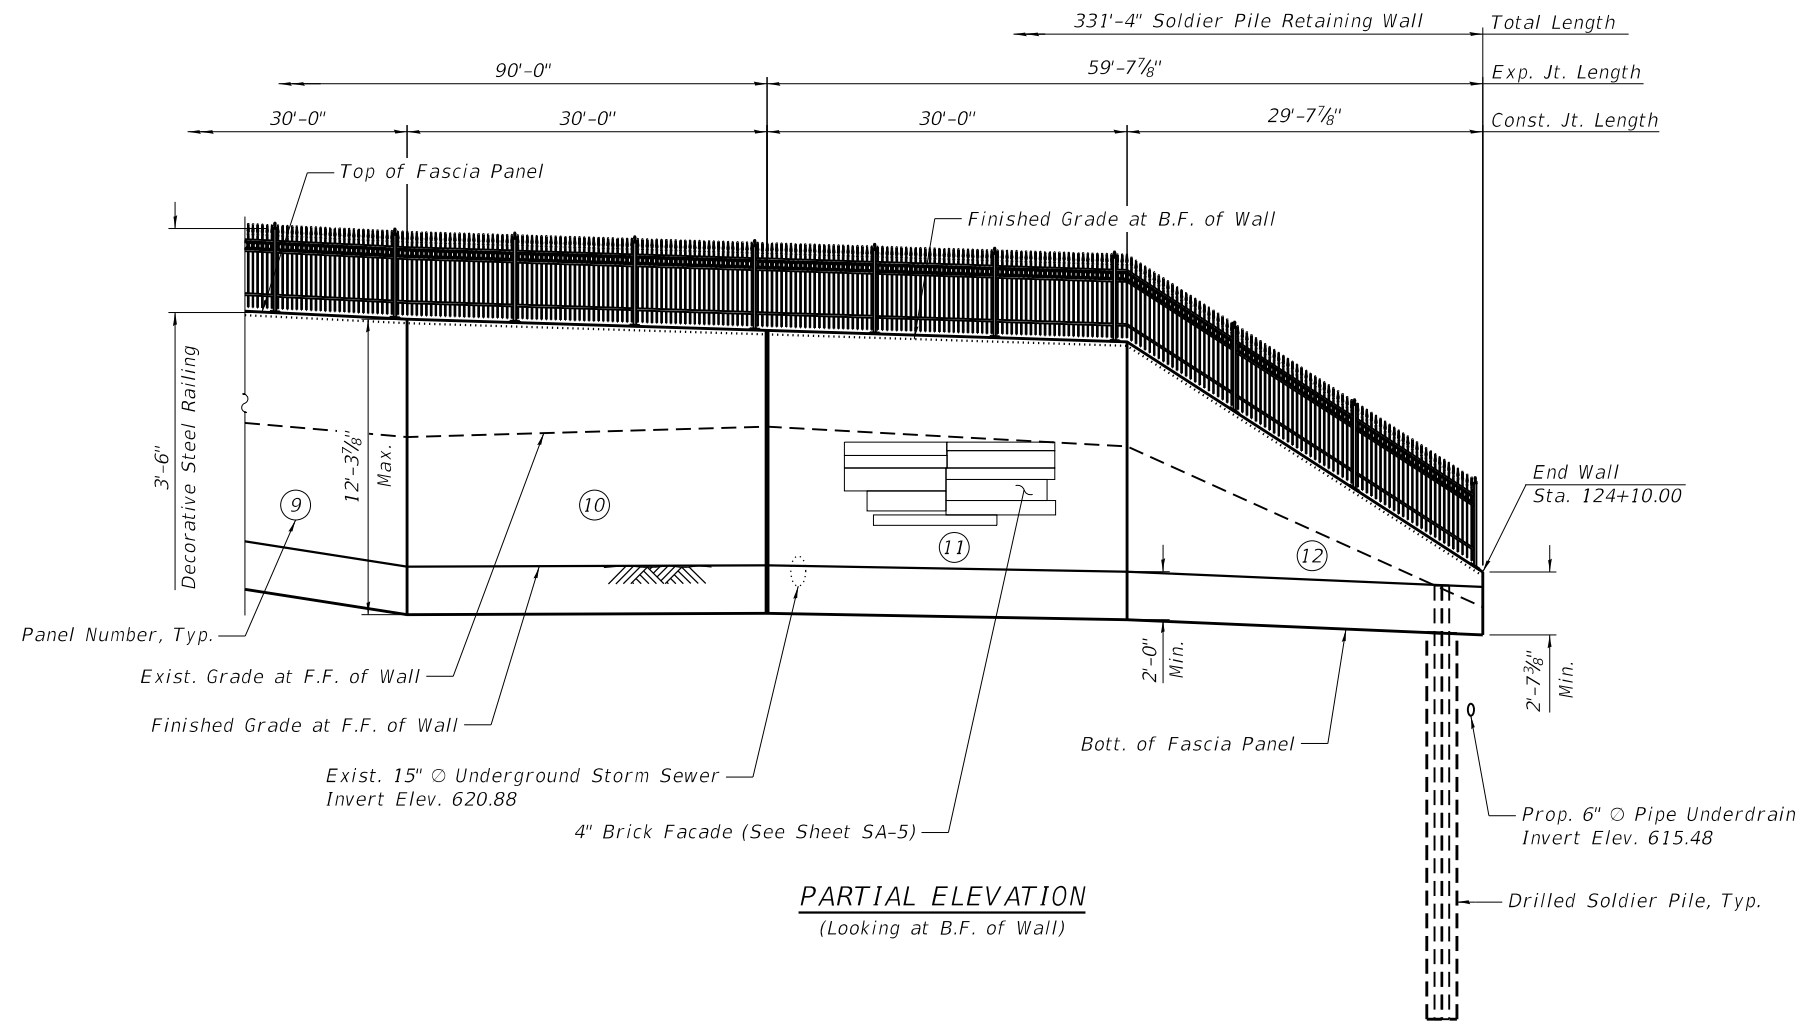 331'-4" Soldier Pile Retaining Wall
Total Length
90'-0"
59'-7⅞"
Exp. Jt. Length
30'-0"
30'-0"
30'-0"
29'-7⅞"
Const. Jt. Length
Top of Fascia Panel
Finished Grade at B.F. of Wall
3'-6"
Decorative Steel Railing
12'-3⅞"
Max.
9
10
11
12
End Wall
Sta. 124+10.00
Panel Number, Typ.
Exist. Grade at F.F. of Wall
Finished Grade at F.F. of Wall
2'-0"
Min.
2'-7⅜"
Min.
Bott. of Fascia Panel
Exist. 15" ∅ Underground Storm Sewer
Invert Elev. 620.88
4" Brick Facade (See Sheet SA-5)
Prop. 6" ∅ Pipe Underdrain
Invert Elev. 615.48
Drilled Soldier Pile, Typ.
PARTIAL ELEVATION
(Looking at B.F. of Wall)